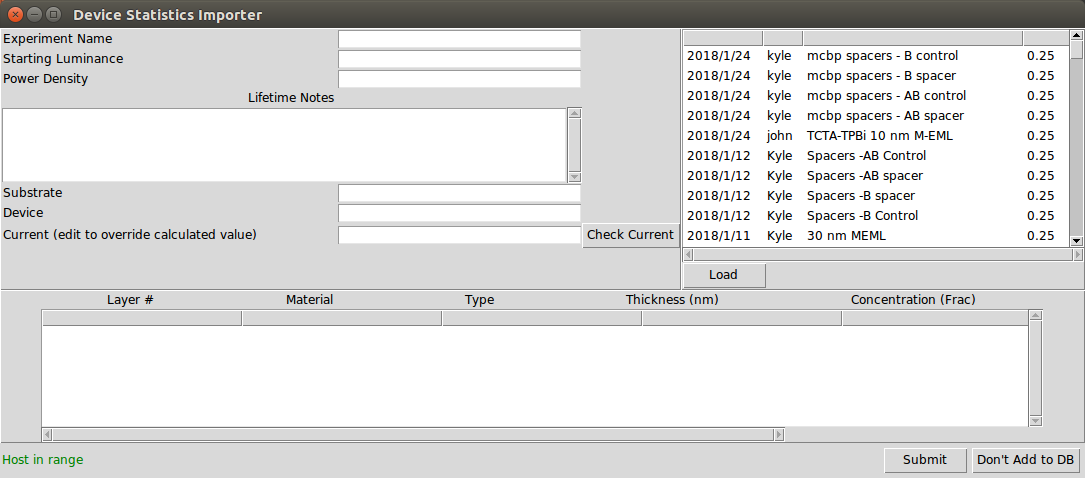 Device Statistics Importer
Experiment Name
Starting Luminance
Power Density
Lifetime Notes
Substrate
Device
Current (edit to override calculated value)
Check Current
2018/1/24 kyle mcbp spacers - B control 0.25
2018/1/24 kyle mcbp spacers - B spacer 0.25
2018/1/24 kyle mcbp spacers - AB control 0.25
2018/1/24 kyle mcbp spacers - AB spacer 0.25
2018/1/24 john TCTA-TPBi 10 nm M-EML 0.25
2018/1/12 Kyle Spacers -AB Control 0.25
2018/1/12 Kyle Spacers -AB spacer 0.25
2018/1/12 Kyle Spacers -B spacer 0.25
2018/1/12 Kyle Spacers -B Control 0.25
2018/1/11 Kyle 30 nm MEML 0.25
Load
Layer # Material Type Thickness (nm) Concentration (Frac)
Host in range
Submit Don't Add to DB